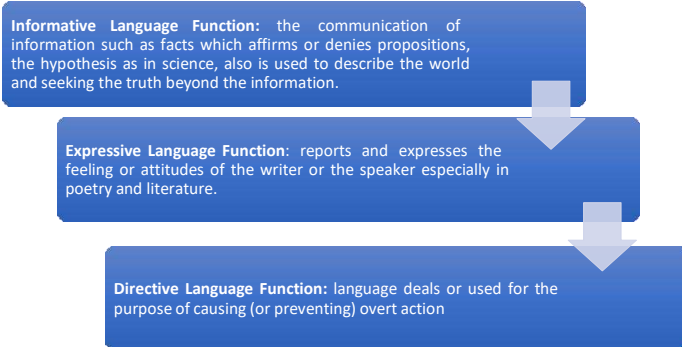 Informative Language Function: the communication of
information such as facts which affirms or denies propositions,
the hypothesis as in science, also is used to describe the world
and seeking the truth beyond the information.
Expressive Language Function: reports and expresses the
feeling or attitudes of the writer or the speaker especially in
poetry and literature.
Directive Language Function: language deals or used for the
purpose of causing (or preventing) overt action